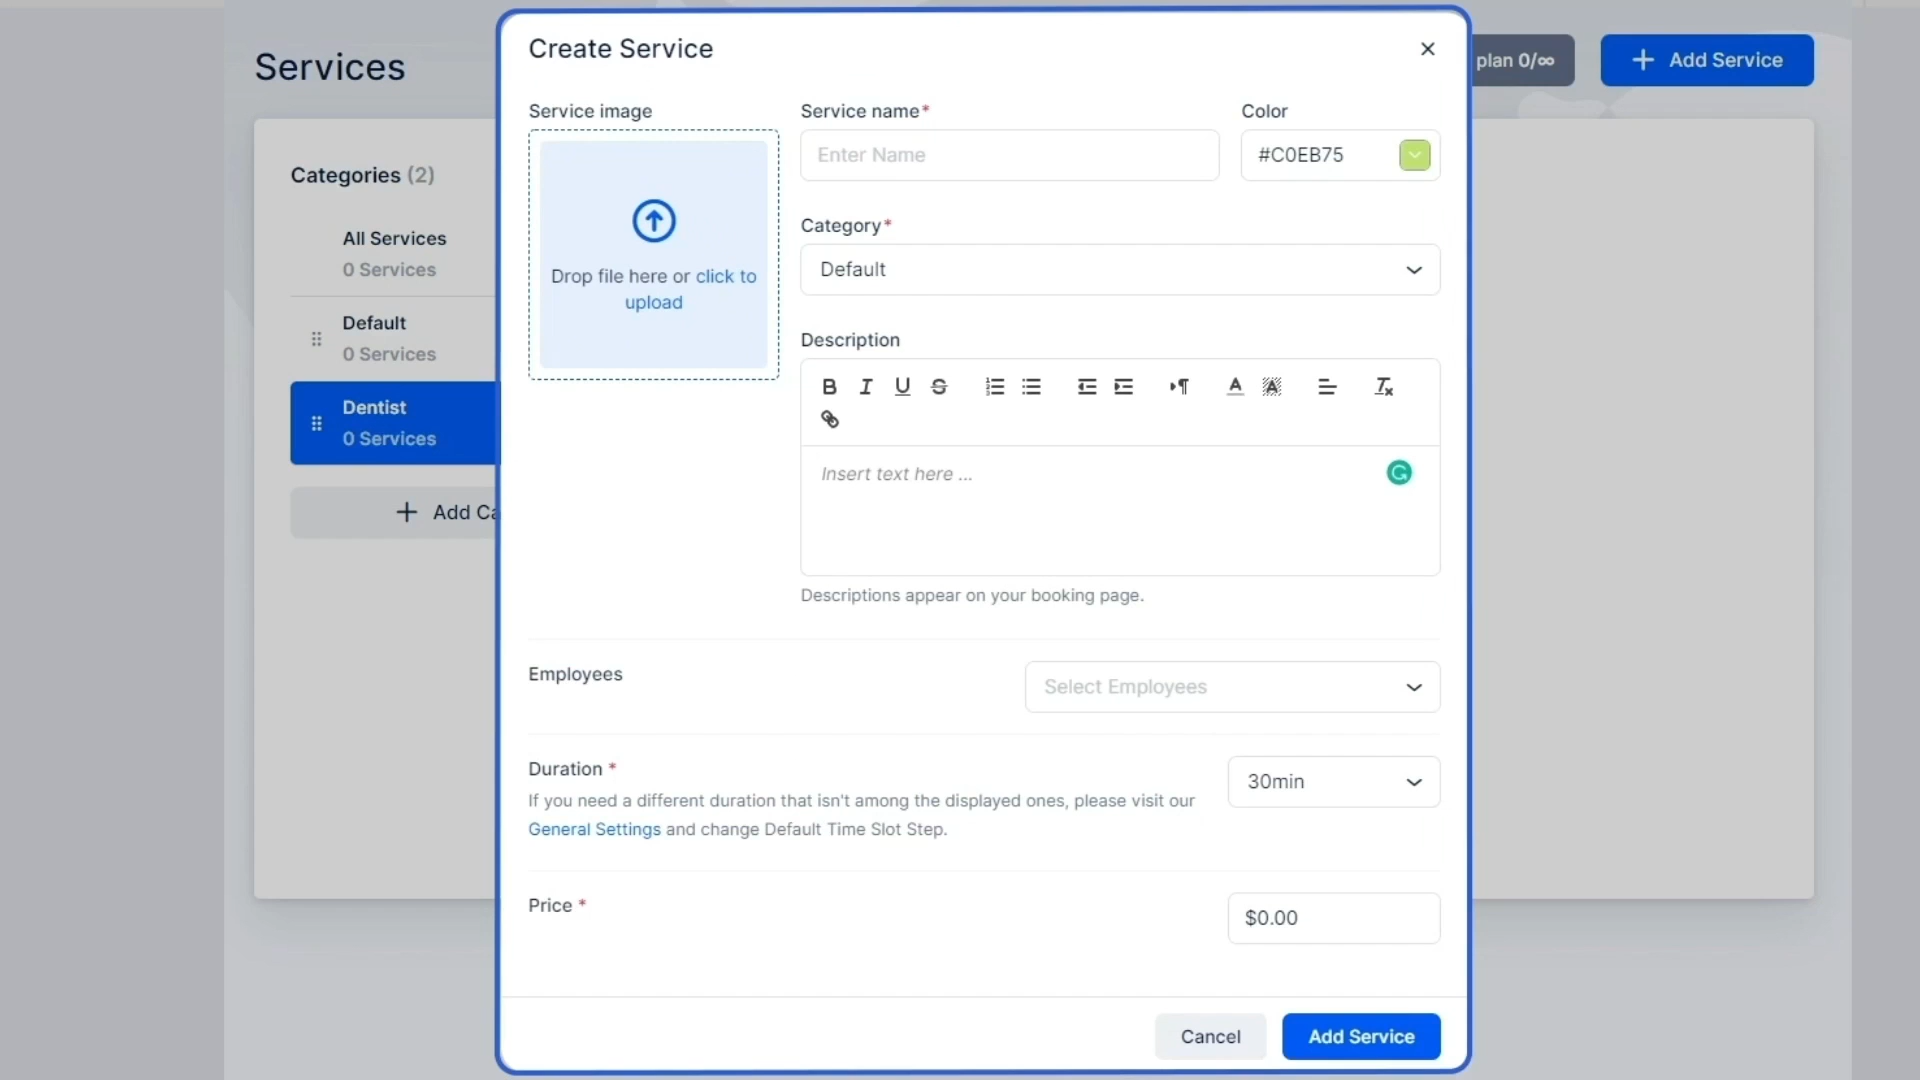 Services
Categories (2)
All Services
0 Services
Default
0 Services
Dentist
0 Services
Add
Create Service
Service image
Drop file here or click to
upload
Service name*
Enter Name
Color
#C0EB75
Category*
Default
Description
Insert text here ...
Descriptions appear on your booking page.
Employees
Select Employees
Duration *
If you need a different duration that isn't among the displayed ones, please visit our
General Settings and change Default Time Slot Step.
30min
Price *
$0.00
Cancel
Add Service
plan 0/∞
Add Service